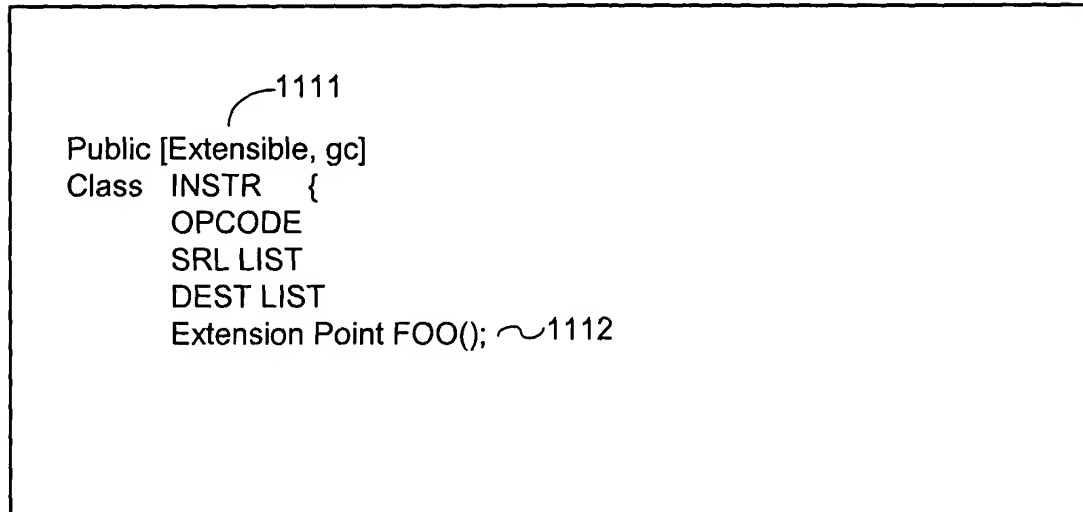 1111
Public [Extensible, gc]
Class INSTR {
OPCODE
SRL LIST
DEST LIST
Extension Point FOO(); 1112